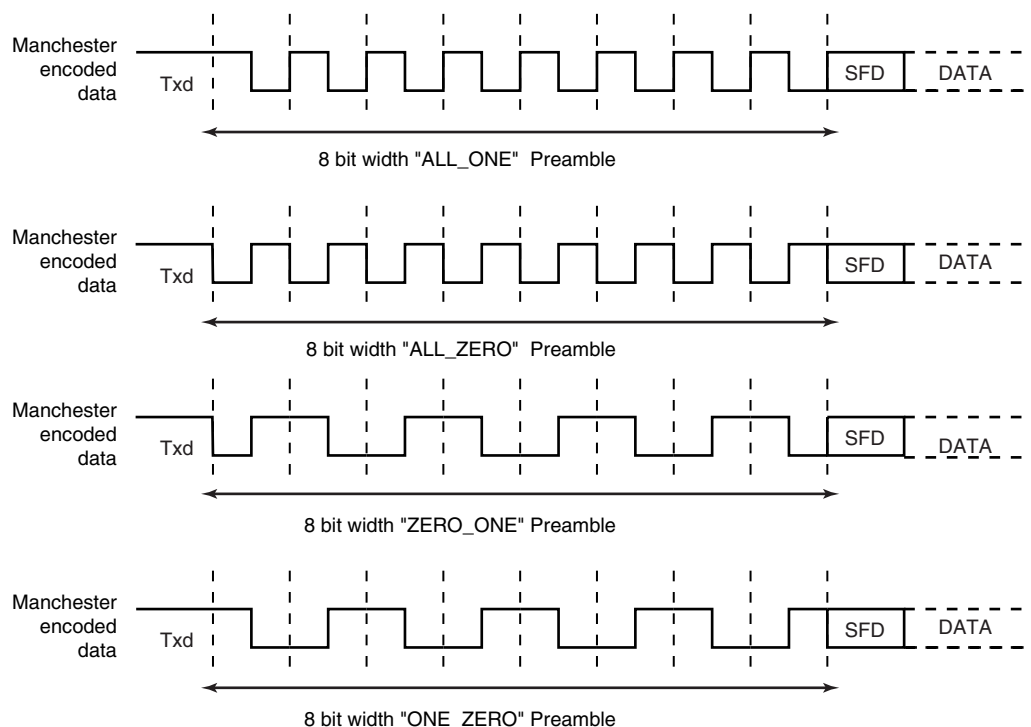 Manchester
encoded
data
Txd
SFD
DATA
8 bit width "ALL_ONE" Preamble
Manchester
encoded
data
Txd
SFD
DATA
8 bit width "ALL_ZERO" Preamble
Manchester
encoded
data
Txd
SFD
DATA
8 bit width "ZERO_ONE" Preamble
Manchester
encoded
data
Txd
SFD
DATA
8 bit width "ONE_ZERO" Preamble